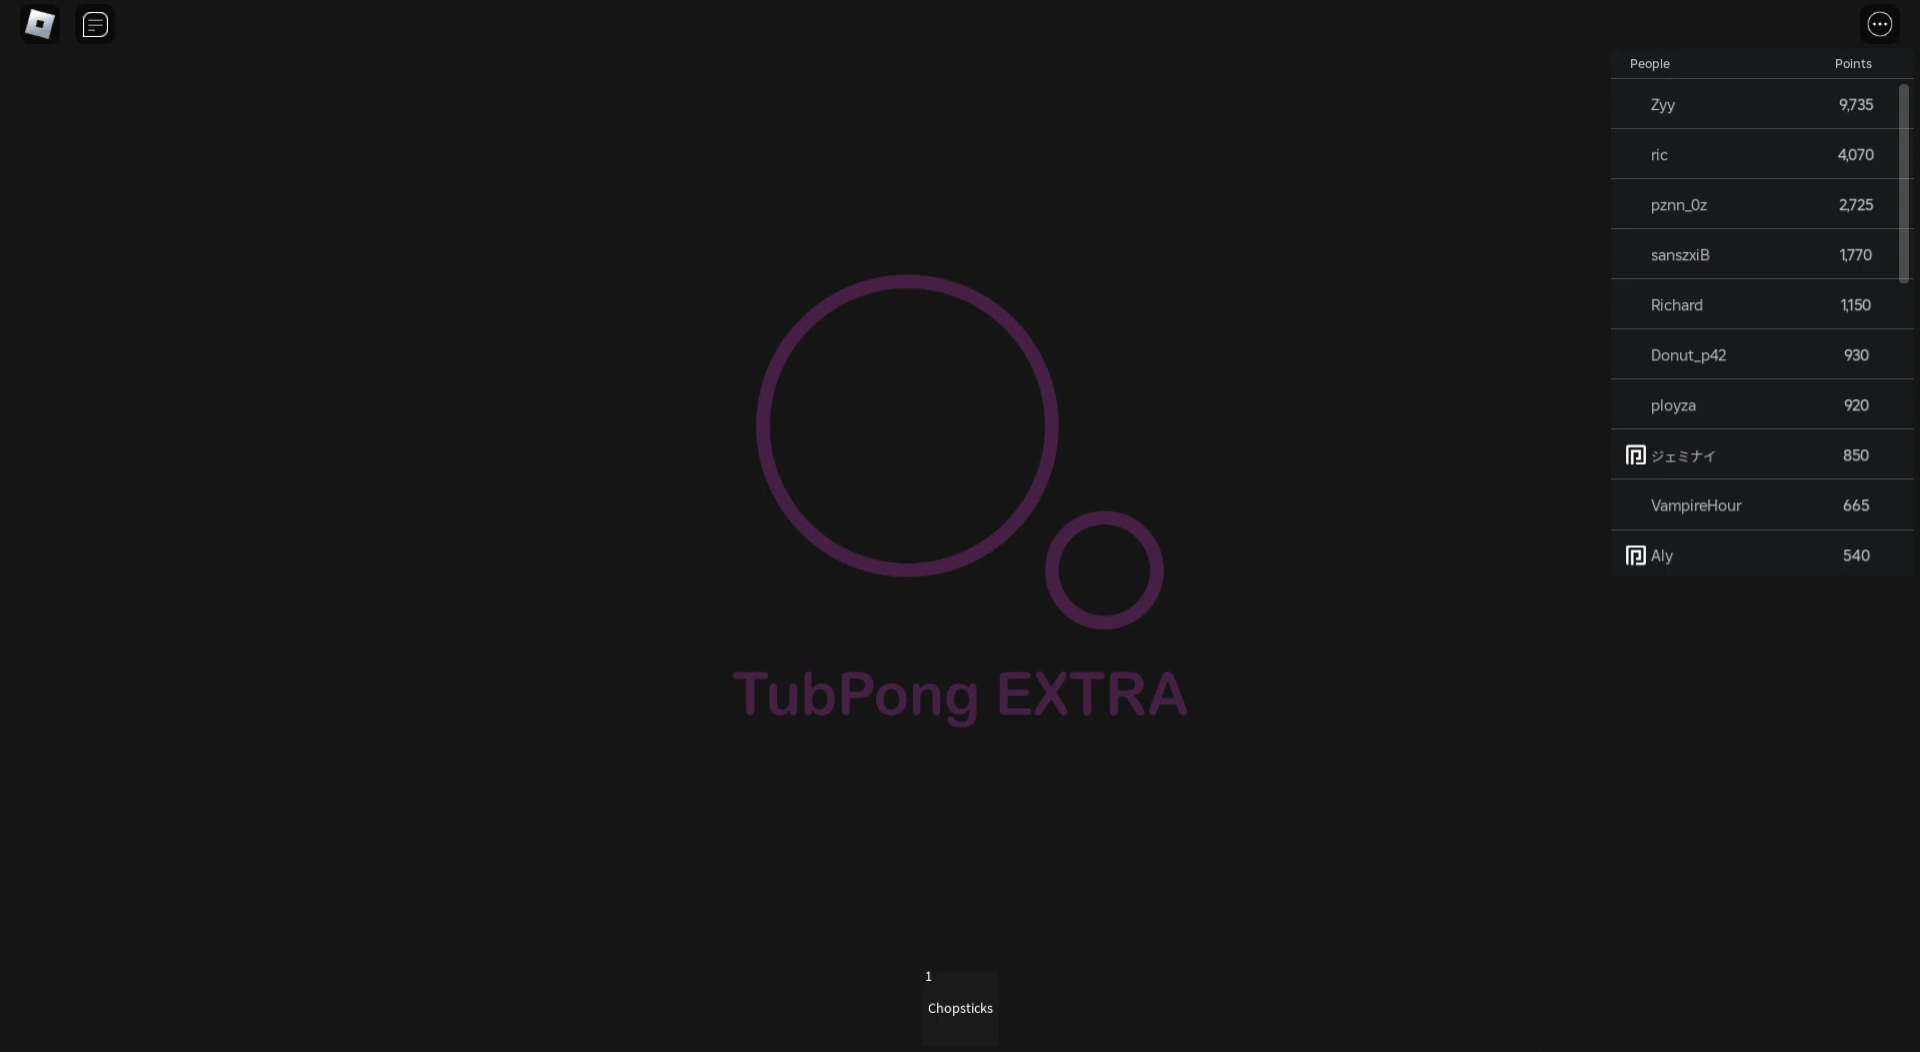 People Points
Zyy 9,735
ric 4,070
pznn_0z 2,725
sanszxiB 1,770
Richard 1,150
Donut_p42 930
ployza 920
ジェミナイ 850
VampireHour 665
Aly 540
TubPong EXTRA
1
Chopsticks